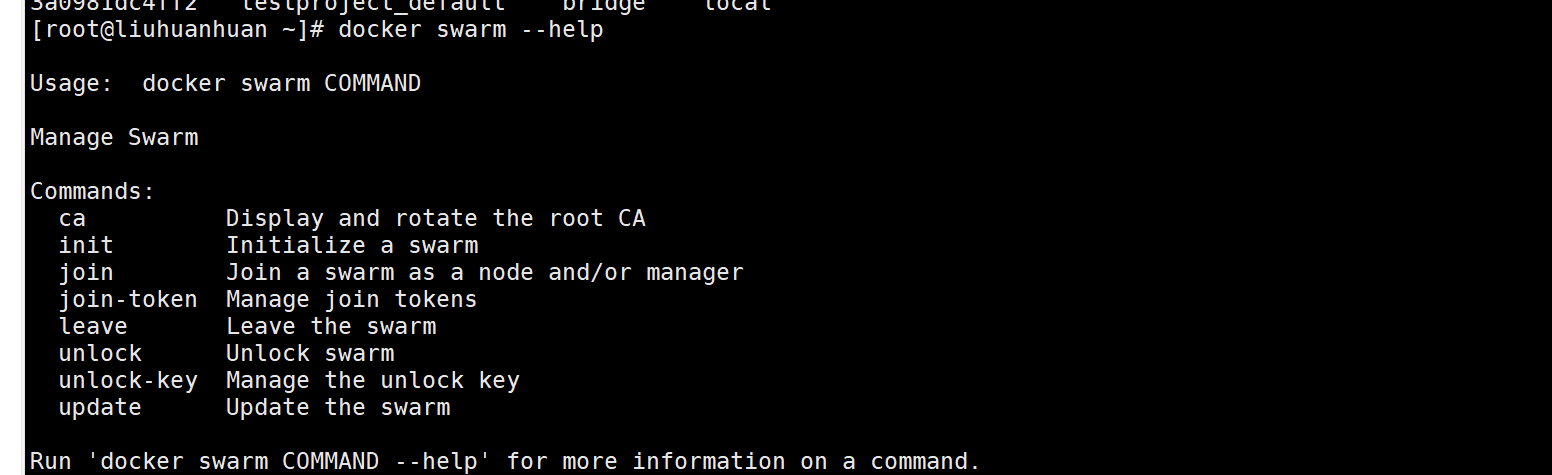 testproject_default    bridge    local
[root@liuhuanhuan ~]# docker swarm --help
Usage:  docker swarm COMMAND
Manage Swarm
Commands:
  ca          Display and rotate the root CA
  init        Initialize a swarm
  join        Join a swarm as a node and/or manager
  join-token  Manage join tokens
  leave       Leave the swarm
  unlock      Unlock swarm
  unlock-key  Manage the unlock key
  update      Update the swarm
Run 'docker swarm COMMAND --help' for more information on a command.